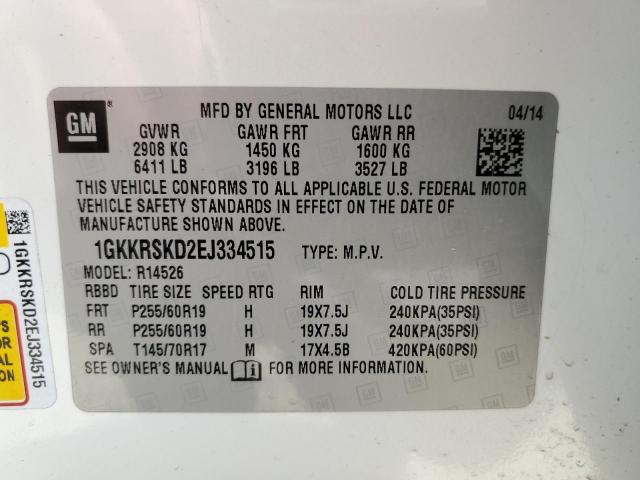 GM ® MFD BY GENERAL MOTORS LLC 04/14
GVWR GAWR FRT GAWR RR
2908 KG 1450 KG 1600 KG
6411 LB 3196 LB 3527 LB
THIS VEHICLE CONFORMS TO ALL APPLICABLE U.S. FEDERAL MOTOR
VEHICLE SAFETY STANDARDS IN EFFECT ON THE DATE OF
MANUFACTURE SHOWN ABOVE.
1GKKRSKD2EJ334515 TYPE: M.P.V.
MODEL: R14526
RBBD TIRE SIZE SPEED RTG RIM COLD TIRE PRESSURE
FRT P255/60R19 H 19X7.5J 240KPA(35PSI)
RR P255/60R19 H 19X7.5J 240KPA(35PSI)
SPA T145/70R17 M 17X4.5B 420KPA(60PSI)
SEE OWNER'S MANUAL FOR MORE INFORMATION.
1GKKRSKD2EJ334515